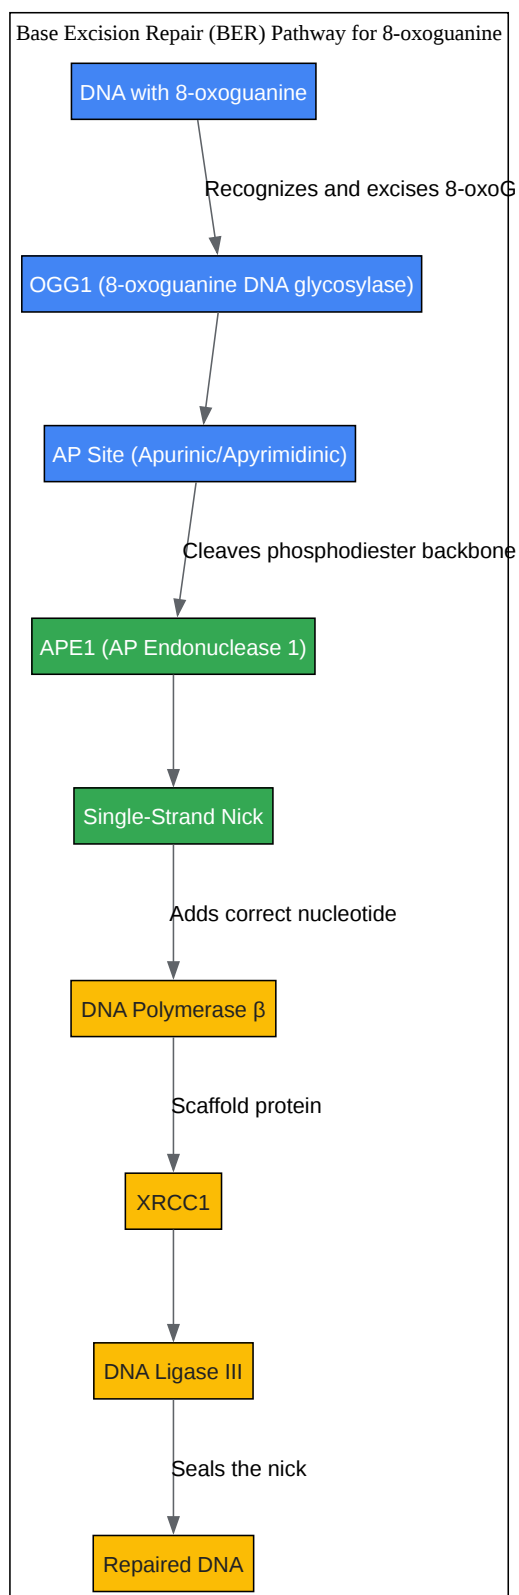 Base Excision Repair (BER) Pathway for 8-oxoguanine
DNA with 8-oxoguanine
Recognizes and excises 8-oxoG
OGG1 (8-oxoguanine DNA glycosylase)
AP Site (Apurinic/Apyrimidinic)
Cleaves phosphodiester backbone
APE1 (AP Endonuclease 1)
Single-Strand Nick
Adds correct nucleotide
DNA Polymerase β
Scaffold protein
XRCC1
DNA Ligase III
Seals the nick
Repaired DNA